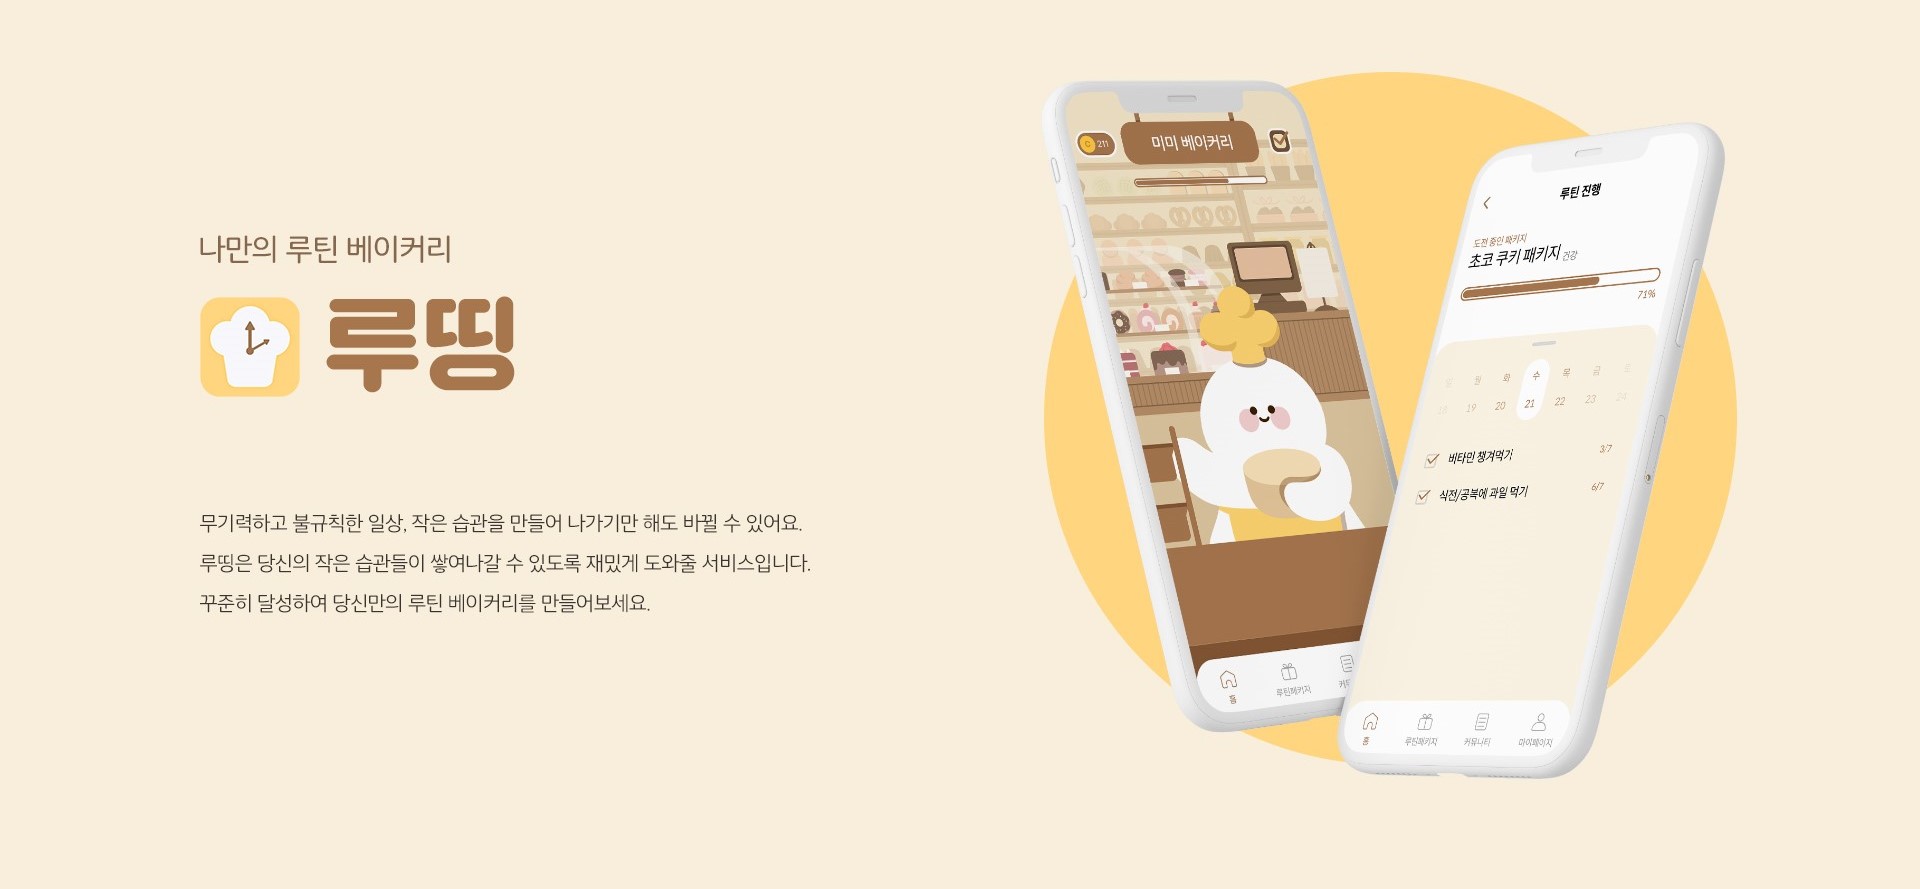 나만의 루틴 베이커리
루띵
무기력하고 불규칙한 일상, 작은 습관을 만들어 나가기만 해도 바뀔 수 있어요.
루띵은 당신의 작은 습관들이 쌓여나갈 수 있도록 재밌게 도와줄 서비스입니다.
꾸준히 달성하여 당신만의 루틴 베이커리를 만들어보세요.
C 211
미미 베이커리
홈
루틴패키지
루틴 진행
도전 중인 패키지
초코 쿠키 패키지 건강
71%
월 화 수 목 금 토
18 19 20 21 22 23 24
비타민 챙겨먹기 3/7
식전/공복에 과일 먹기 6/7
홈 루틴패키지 커뮤니티 마이페이지